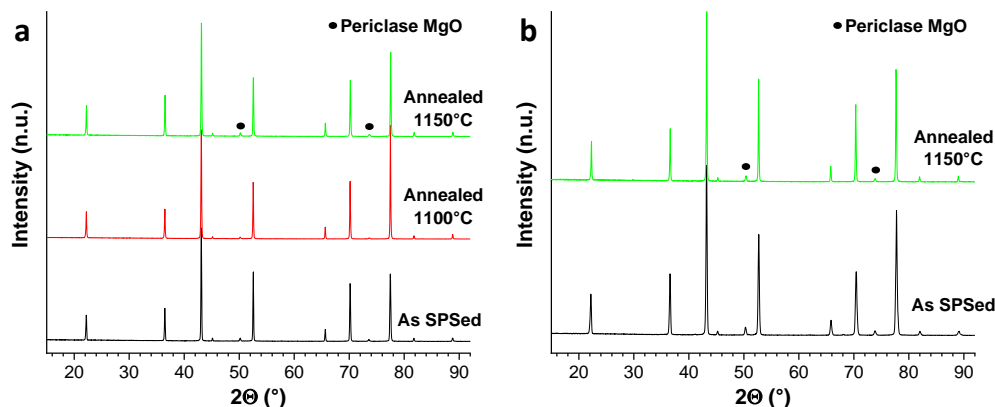 a
● Periclase MgO
Annealed
1150°C
Annealed
1100°C
As SPSed
Intensity (n.u.)
20 30 40 50 60 70 80 90
2Θ (°)
b
● Periclase MgO
Annealed
1150°C
As SPSed
Intensity (n.u.)
20 30 40 50 60 70 80 90
2Θ (°)